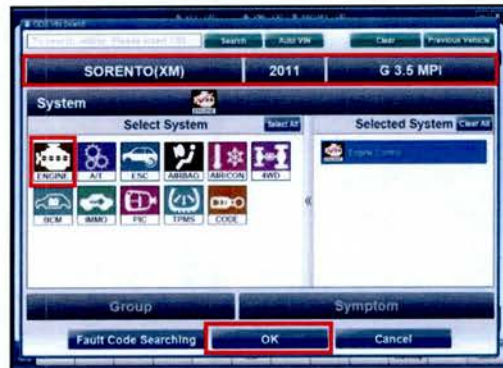 Search Auto VIN Clear Previous Vehicle
SORENTO(XM) 2011 G 3.5 MPI
System
Select System Select All Selected System Clear All
ENGINE A/T ESC AIRBAG AIRCON 4WD
Engine Control
BCM IMMO PIC TPMS CODE
Group Symptom
Fault Code Searching OK Cancel